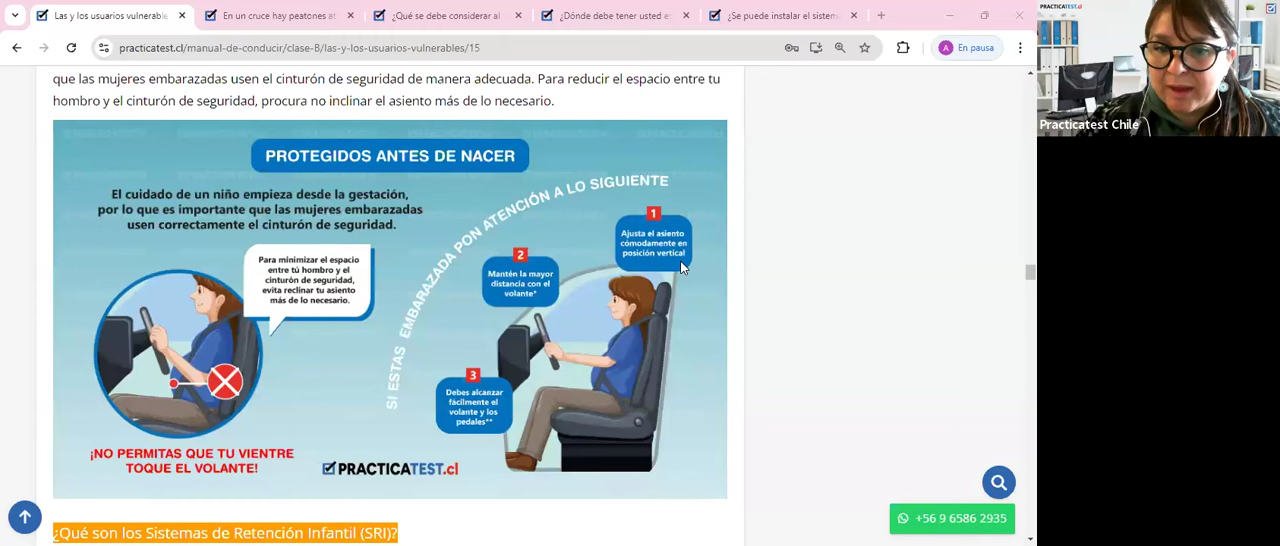 Las y los usuarios vulnerable
En un cruce hay peatones at
¿Qué se debe considerar al
¿Dónde debe tener usted es
¿Se puede instalar el sistem
practicatest.cl/manual-de-conducir/clase-B/las-y-los-usuarios-vulnerables/15
A
En pausa
PRACTICATEST.cl
Practicatest Chile
que las mujeres embarazadas usen el cinturón de seguridad de manera adecuada. Para reducir el espacio entre tu
hombro y el cinturón de seguridad, procura no inclinar el asiento más de lo necesario.
PROTEGIDOS ANTES DE NACER
El cuidado de un niño empieza desde la gestación,
por lo que es importante que las mujeres embarazadas
usen correctamente el cinturón de seguridad.
Para minimizar el espacio
entre tú hombro y el
cinturón de seguridad,
evita reclinar tu asiento
más de lo necesario.
¡NO PERMITAS QUE TU VIENTRE
TOQUE EL VOLANTE!
SI ESTAS EMBARAZADA PON ATENCIÓN A LO SIGUIENTE
1
Ajusta el asiento
cómodamente en
posición vertical
2
Mantén la mayor
distancia con el
volante*
3
Debes alcanzar
fácilmente el
volante y los
pedales**
PRACTICATEST.cl
¿Qué son los Sistemas de Retención Infantil (SRI)?
+56 9 6586 2935